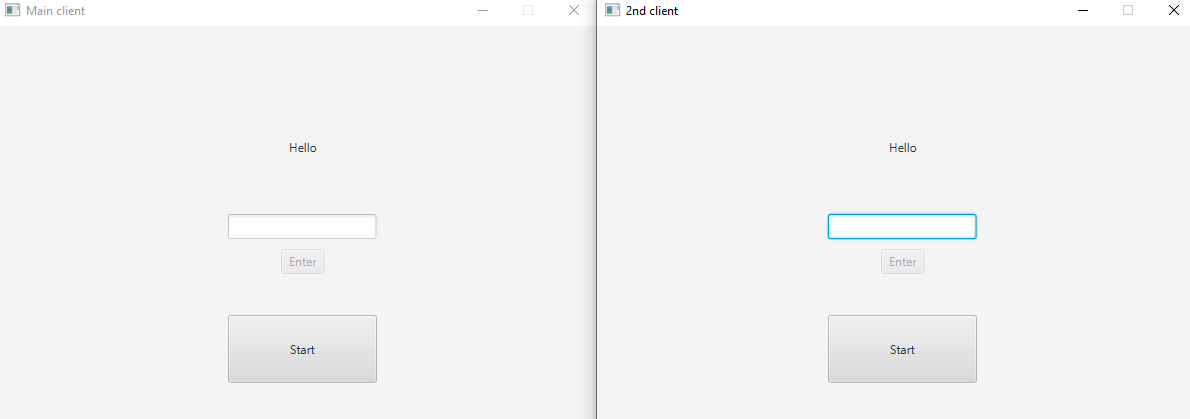 Main client
Hello
Enter
Start
2nd client
Hello
Enter
Start